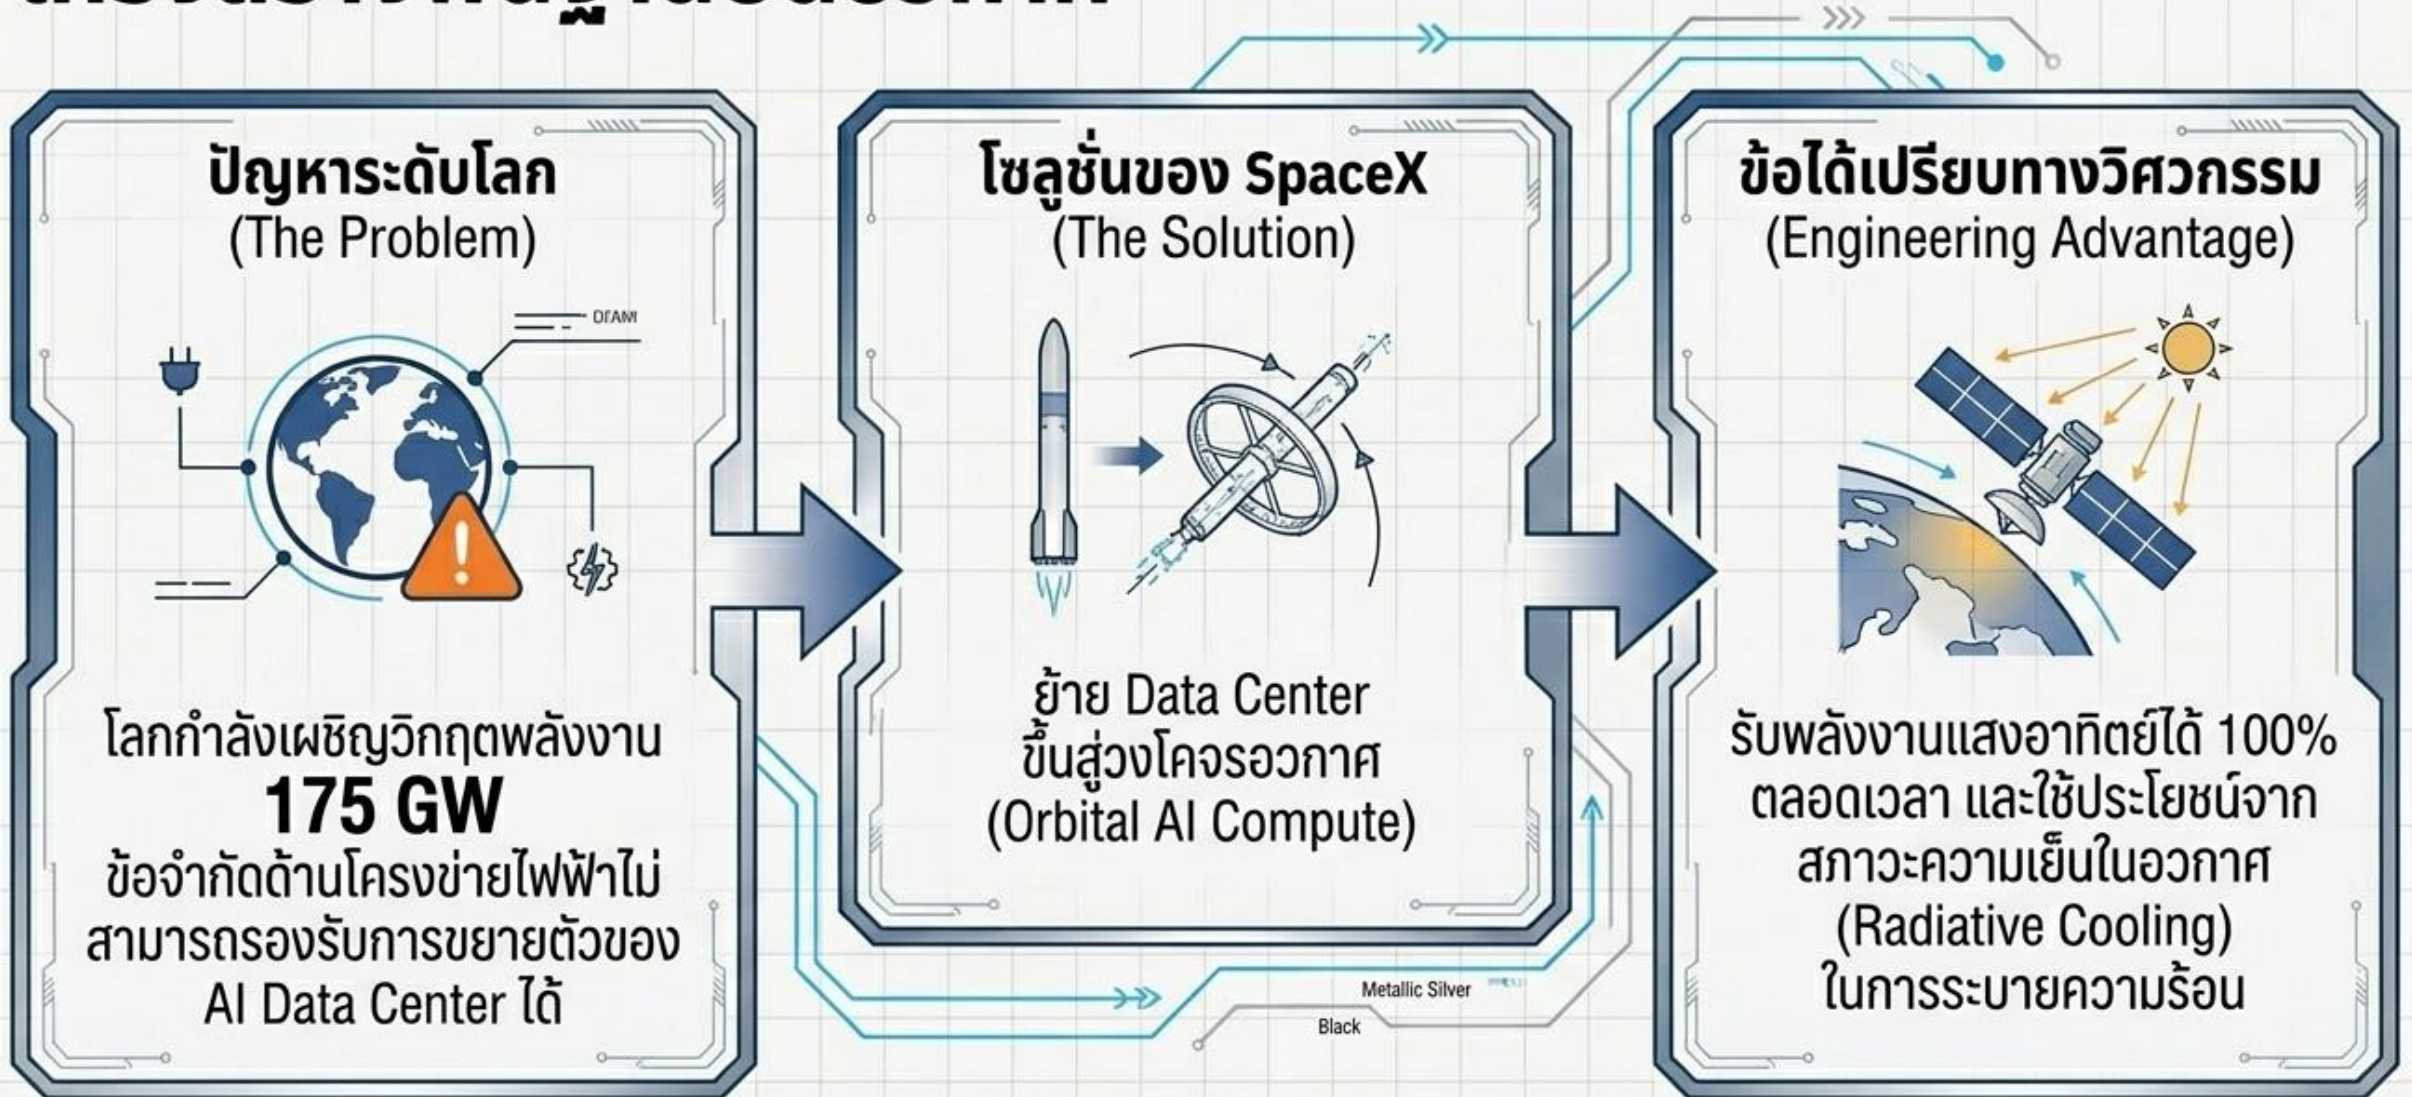 ปัญหาระดับโลก
(The Problem)
โลกกำลังเผชิญวิกฤตพลังงาน
175 GW
ข้อจำกัดด้านโครงข่ายไฟฟ้าไม่
สามารถรองรับการขยายตัวของ
AI Data Center ได้
โซลูชั่นของ SpaceX
(The Solution)
ย้าย Data Center
ขึ้นสู่วงโคจรอวกาศ
(Orbital AI Compute)
Metallic Silver
Black
ข้อได้เปรียบทางวิศวกรรม
(Engineering Advantage)
รับพลังงานแสงอาทิตย์ได้ 100%
ตลอดเวลา และใช้ประโยชน์จาก
สภาวะความเย็นในอวกาศ
(Radiative Cooling)
ในการระบายความร้อน